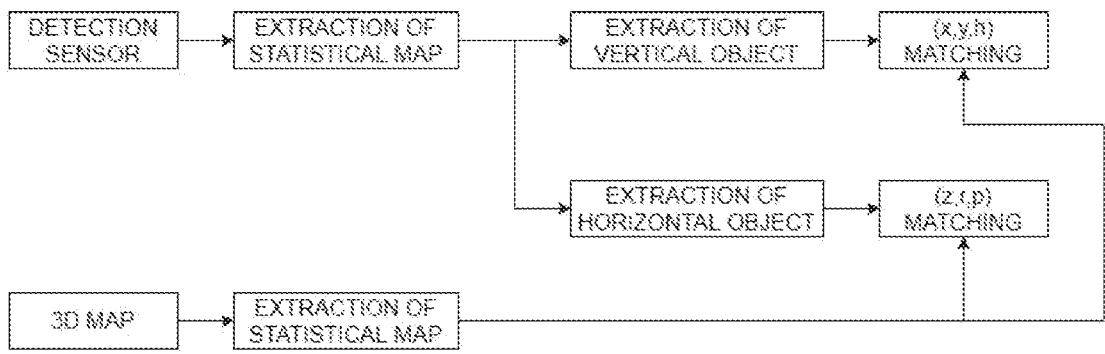 DETECTION
SENSOR
EXTRACTION OF
STATISTICAL MAP
EXTRACTION OF
VERTICAL OBJECT
(x,y,h)
MATCHING
EXTRACTION OF
HORIZONTAL OBJECT
(z,r,p)
MATCHING
3D MAP
EXTRACTION OF
STATISTICAL MAP